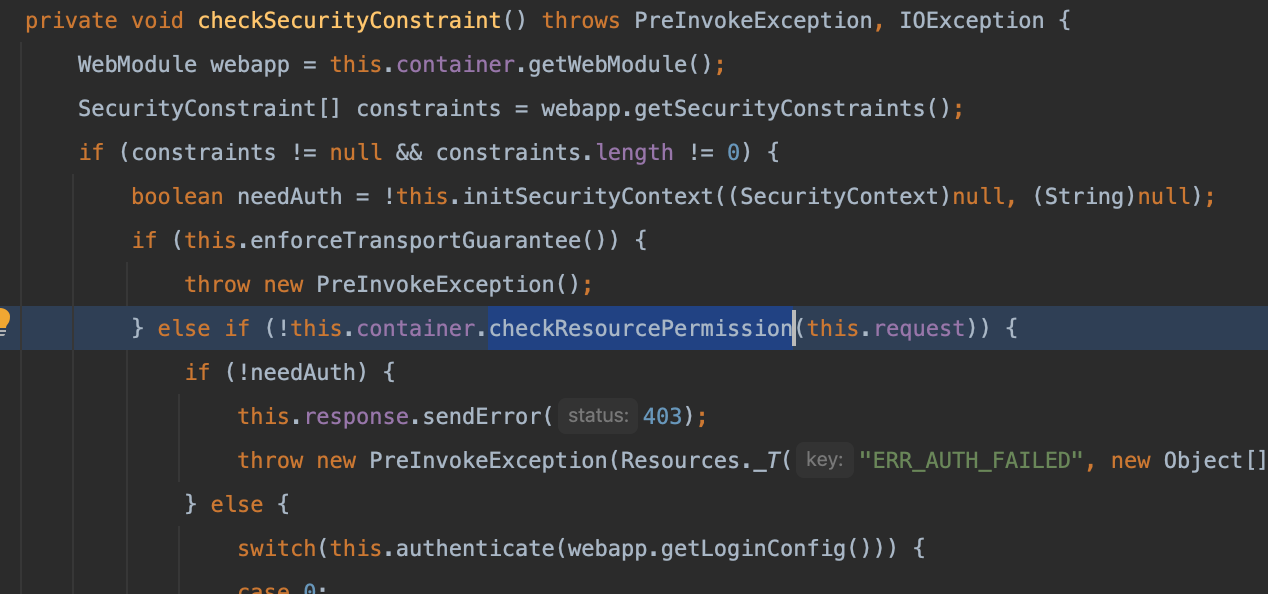 private void checkSecurityConstraint() throws PreInvokeException, IOException {
WebModule webapp = this.container.getWebModule();
SecurityConstraint[] constraints = webapp.getSecurityConstraints();
if (constraints != null && constraints.length != 0) {
boolean needAuth = !this.initSecurityContext((SecurityContext)null, (String)null);
if (this.enforceTransportGuarantee()) {
throw new PreInvokeException();
} else if (!this.container.checkResourcePermission(this.request)) {
if (!needAuth) {
this.response.sendError( status: 403);
throw new PreInvokeException(Resources._T( key: "ERR_AUTH_FAILED", new Object[]
} else {
switch(this.authenticate(webapp.getLoginConfig())) {
case 0: